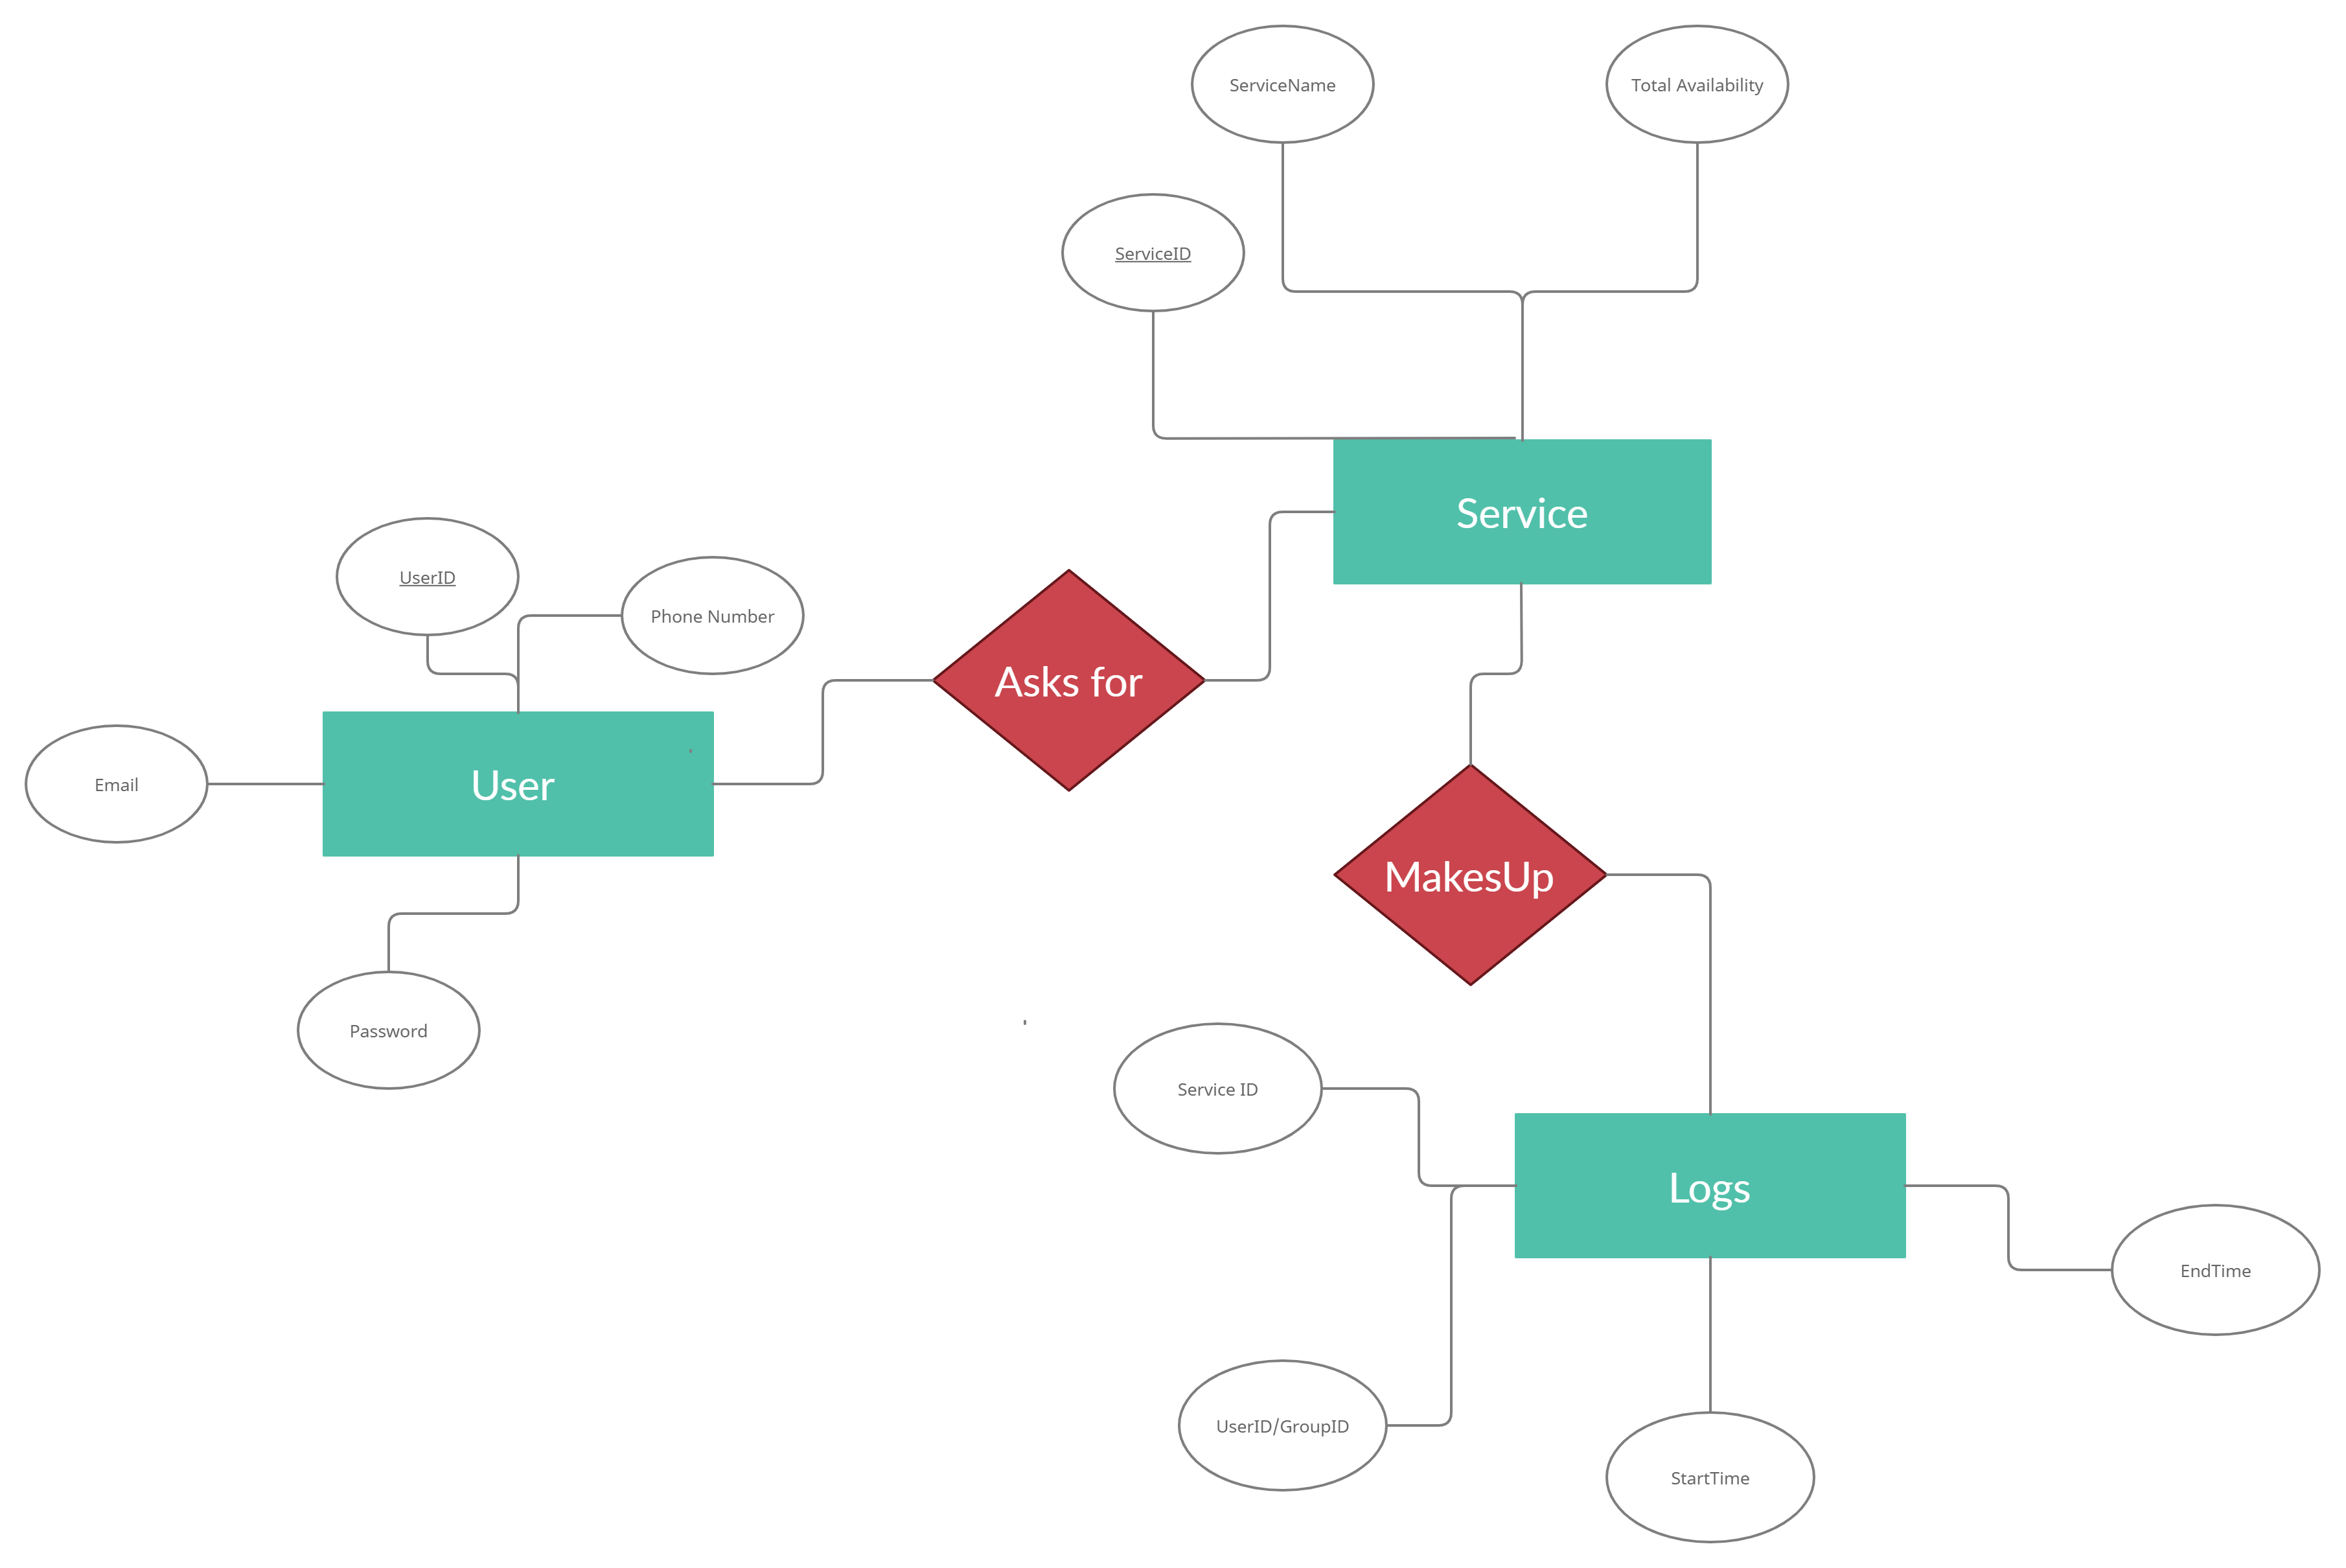 ServiceName
Total Availability
ServiceID
Service
UserID
Phone Number
Asks for
Email
User
MakesUp
Password
Service ID
Logs
EndTime
UserID/GroupID
StartTime